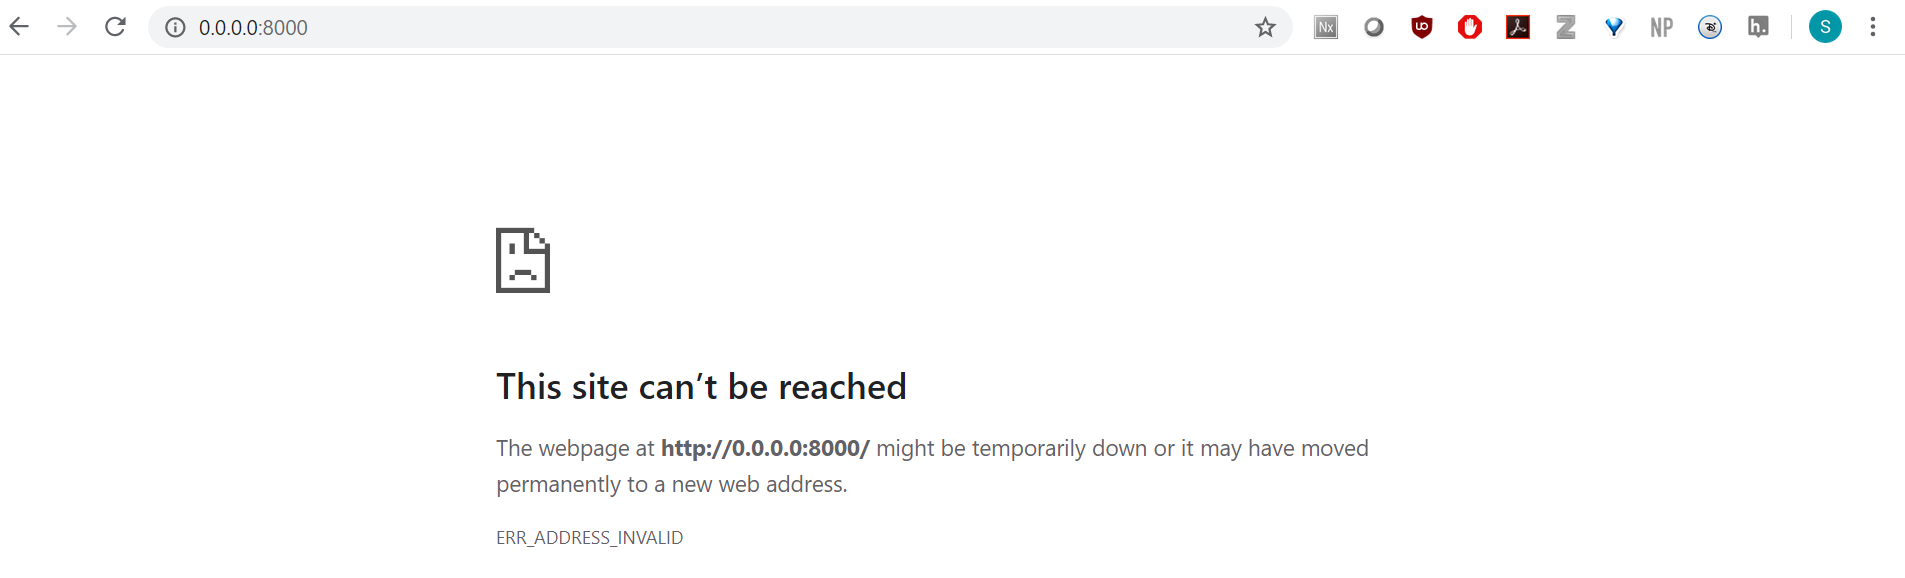 0.0.0.0:8000
Nx
uo
Z
NP
h.
S
This site can’t be reached
The webpage at http://0.0.0.0:8000/ might be temporarily down or it may have moved
permanently to a new web address.
ERR_ADDRESS_INVALID